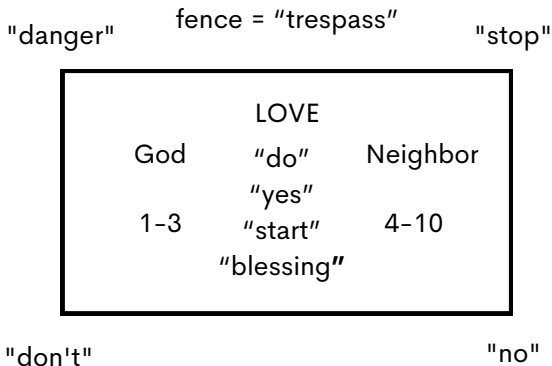 fence = “trespass”
"danger"
"stop"
LOVE
God
“do”
Neighbor
“yes”
1-3
“start”
4-10
“blessing”
"don't"
"no"